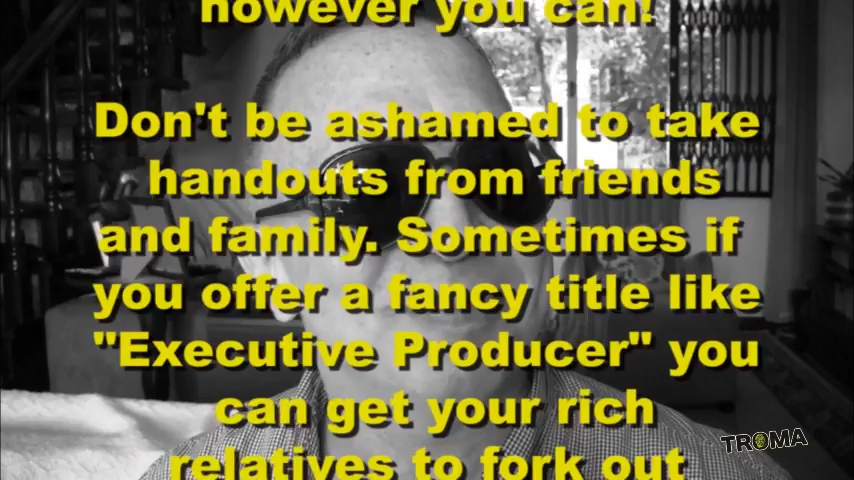 however you can!
Don't be ashamed to take
handouts from friends
and family. Sometimes if
you offer a fancy title like
"Executive Producer" you
can get your rich
relatives to fork out
TROMA